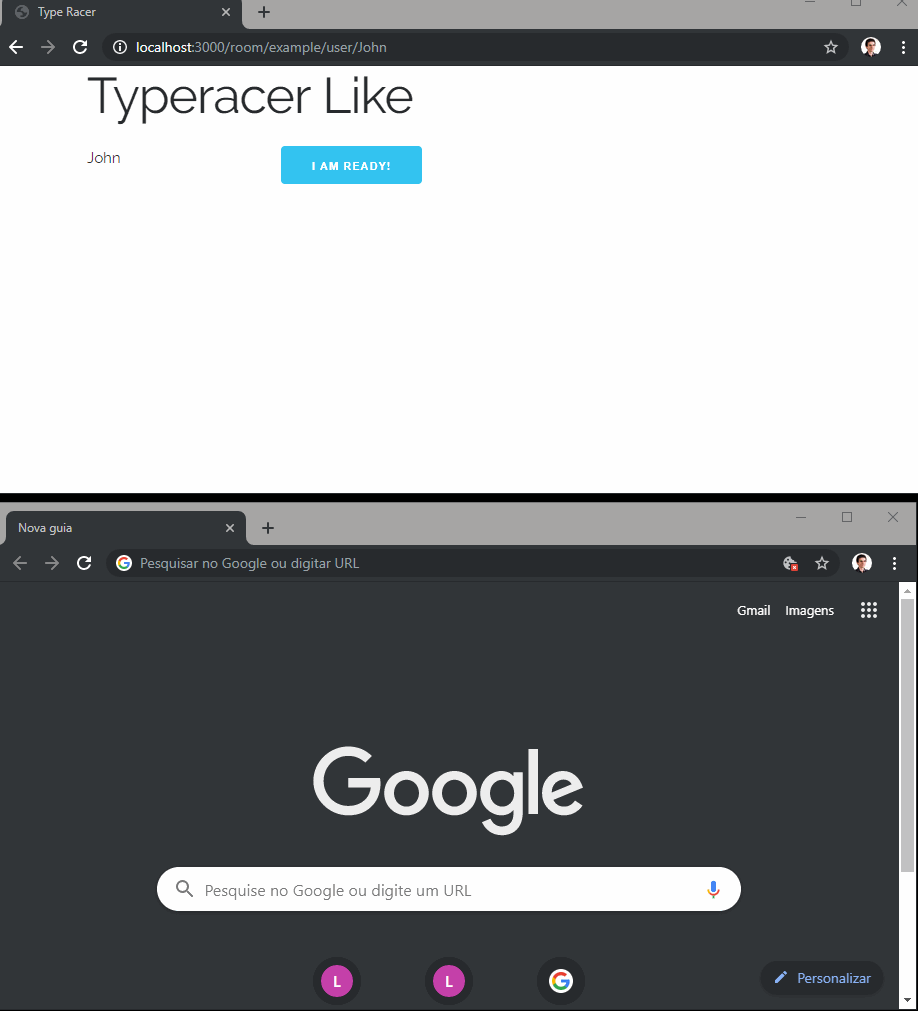 Type Racer
localhost:3000/room/example/user/John
Typeracer Like
John
I AM READY!
Nova guia
Pesquisar no Google ou digitar URL
Gmail Imagens
Google
Pesquise no Google ou digite um URL
L L G
Personalizar